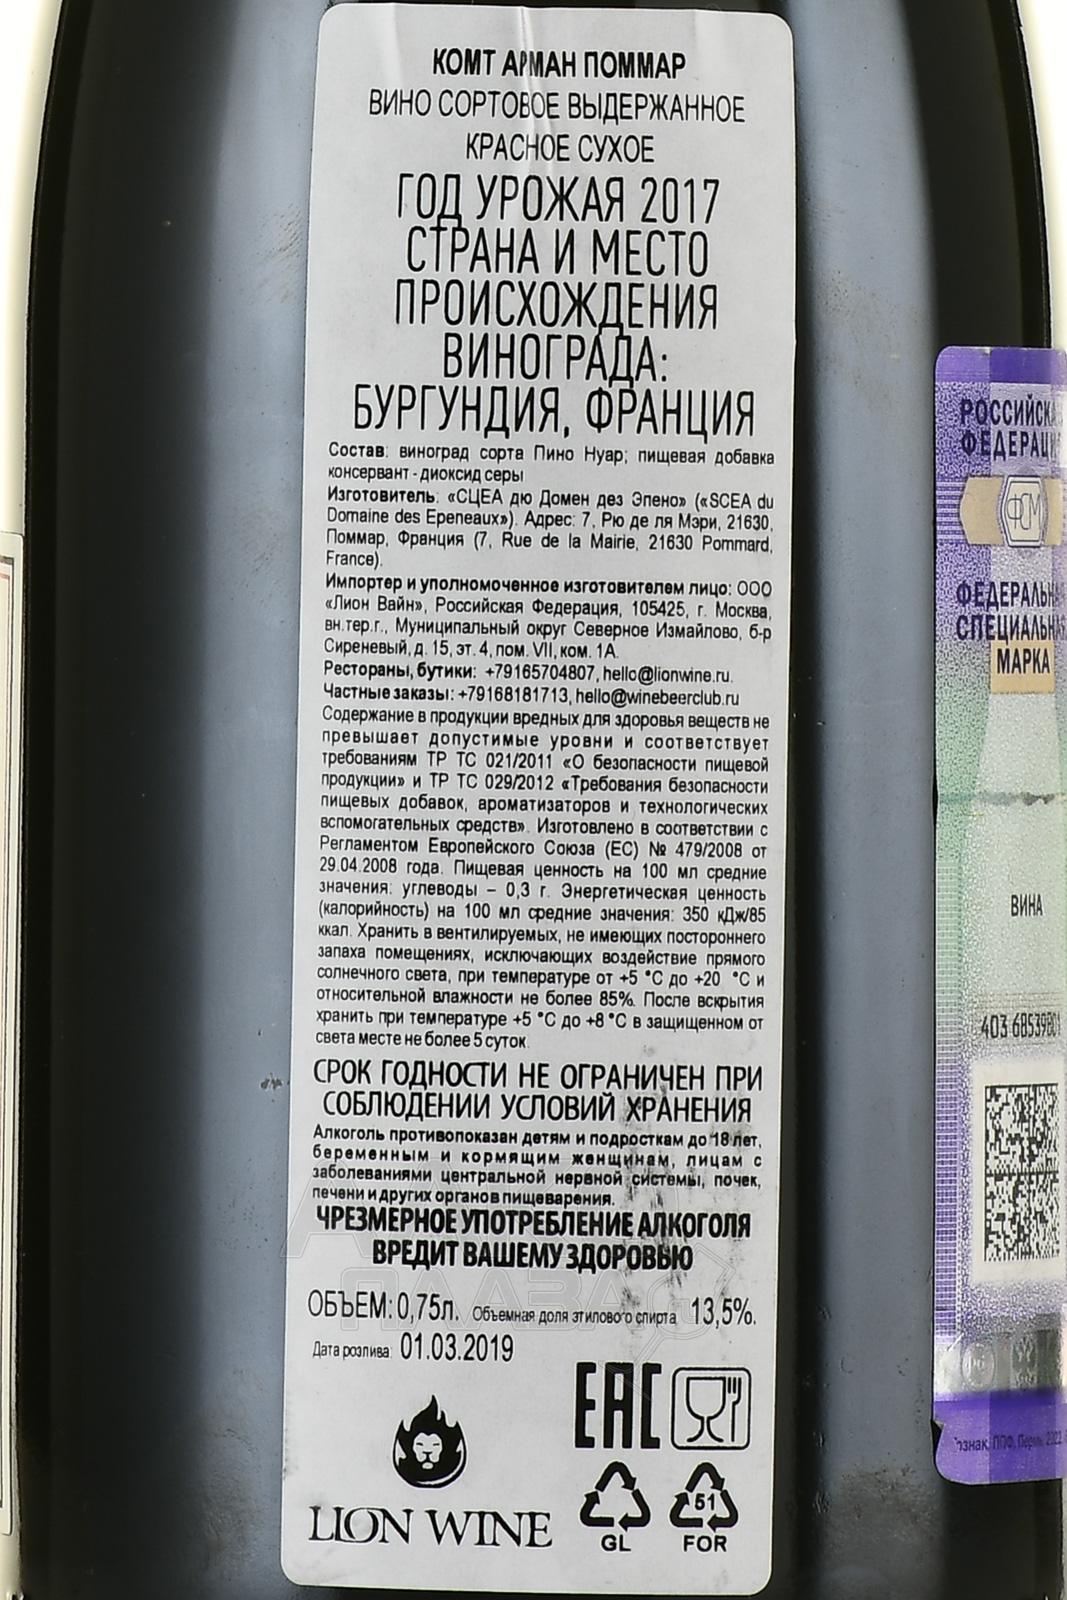 КОМТ АРМАН ПОММАР
ВИНО СОРТОВОЕ ВЫДЕРЖАННОЕ
КРАСНОЕ СУХОЕ
ГОД УРОЖАЯ 2017
СТРАНА И МЕСТО
ПРОИСХОЖДЕНИЯ
ВИНОГРАДА:
БУРГУНДИЯ, ФРАНЦИЯ
Состав: виноград сорта Пино Нуар; пищевая добавка
консервант - диоксид серы
Изготовитель: «СЦЕА дю Домен дез Эпено» («SCEA du
Domaine des Epeneaux»). Адрес: 7, Рю де ля Мэри, 21630,
Поммар, Франция (7, Rue de la Mairie, 21630 Pommard,
France).
Импортер и уполномоченное изготовителем лицо: ООО
«Лион Вайн», Российская Федерация, 105425, г. Москва,
вн.тер.г., Муниципальный округ Северное Измайлово, б-р
Сиреневый, д. 15, эт. 4, пом. VII, ком. 1А.
Рестораны, бутики: +79165704807, hello@lionwine.ru.
Частные заказы: +79168181713, hello@winebeerclub.ru
Содержание в продукции вредных для здоровья веществ не
превышает допустимые уровни и соответствует
требованиям ТР ТС 021/2011 «О безопасности пищевой
продукции» и ТР ТС 029/2012 «Требования безопасности
пищевых добавок, ароматизаторов и технологических
вспомогательных средств». Изготовлено в соответствии с
Регламентом Европейского Союза (ЕС) № 479/2008 от
29.04.2008 года. Пищевая ценность на 100 мл средние
значения: углеводы – 0,3 г. Энергетическая ценность
(калорийность) на 100 мл средние значения: 350 кДж/85
ккал. Хранить в вентилируемых, не имеющих постороннего
запаха помещениях, исключающих воздействие прямого
солнечного света, при температуре от +5 °С до +20 °С и
относительной влажности не более 85%. После вскрытия
хранить при температуре +5 °С до +8 °С в защищенном от
света месте не более 5 суток.
СРОК ГОДНОСТИ НЕ ОГРАНИЧЕН ПРИ
СОБЛЮДЕНИИ УСЛОВИЙ ХРАНЕНИЯ
Алкоголь противопоказан детям и подросткам до 18 лет,
беременным и кормящим женщинам, лицам с
заболеваниями центральной нервной системы, почек,
печени и других органов пищеварения.
ЧРЕЗМЕРНОЕ УПОТРЕБЛЕНИЕ АЛКОГОЛЯ
ВРЕДИТ ВАШЕМУ ЗДОРОВЬЮ
ОБЪЕМ: 0,75л. Объемная доля этилового спирта 13,5%.
Дата розлива: 01.03.2019
EAC
LION WINE
GL
51
FOR
РОССИЙСКА
ФЕДЕРАЦИ
ФСМ
ФЕДЕРАЛЬН
СПЕЦИАЛЬН
МАРКА
ВИНА
403 68539801